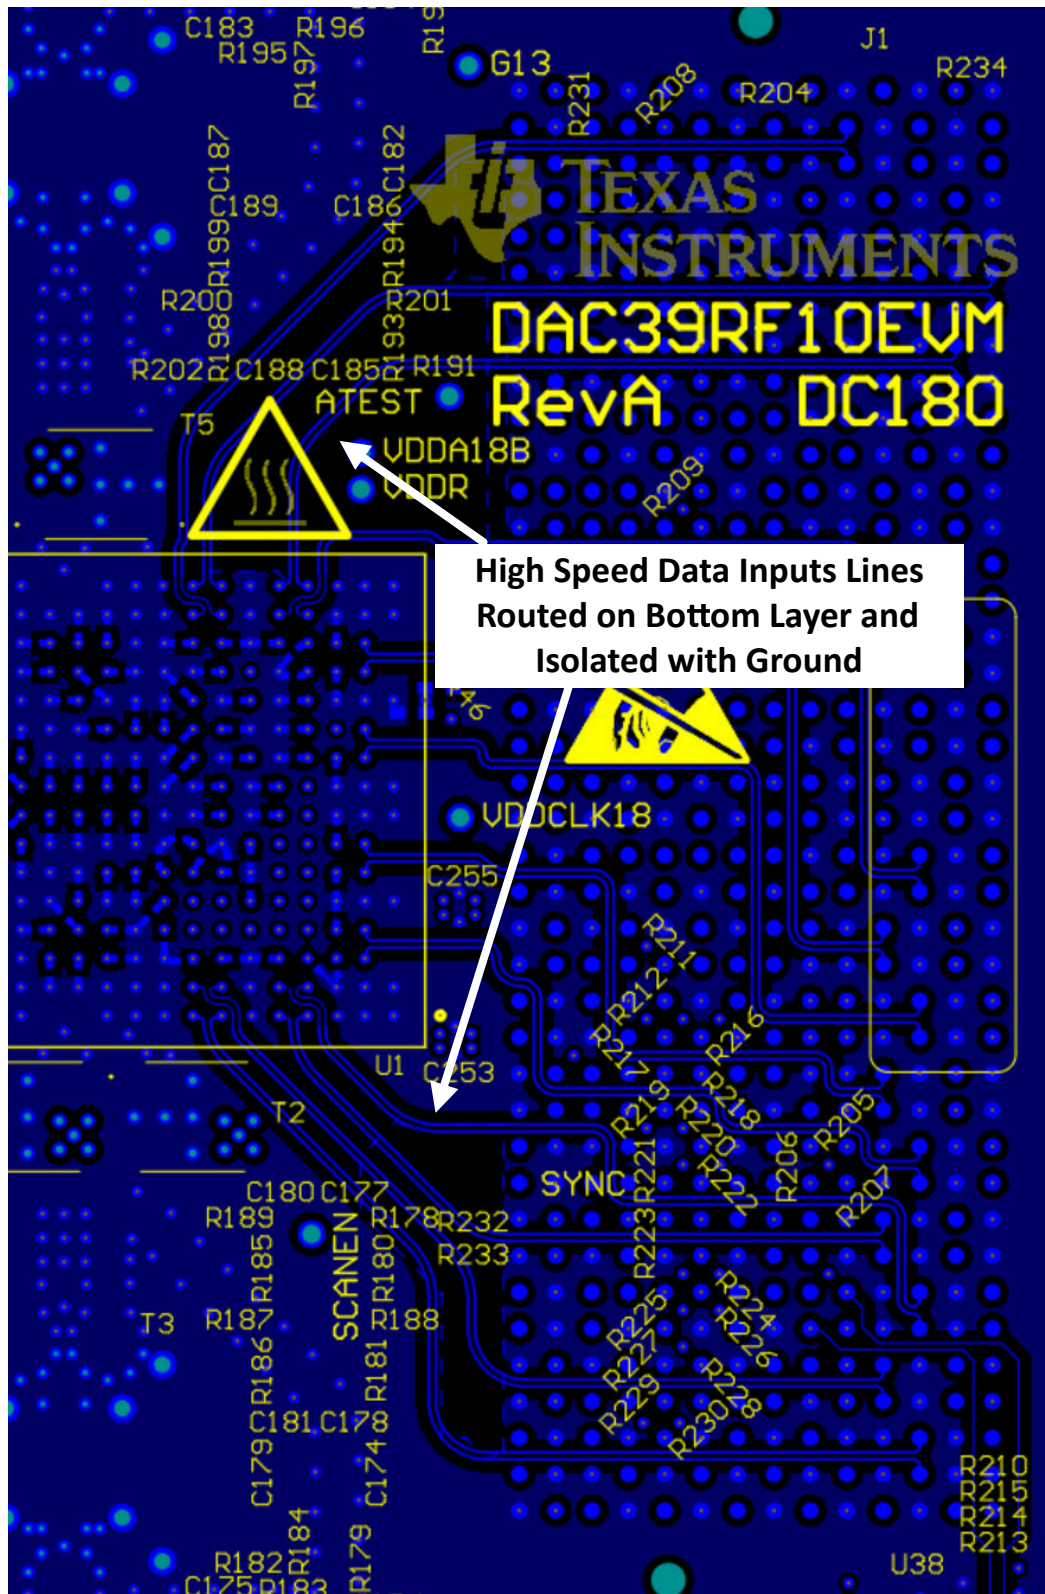 C183
R196
R195
R197
G13
J1
R234
R231
R208
R204
C187
C182
TEXAS
INSTRUMENTS
C189
C186
R199
R194
R200
R201
R198
R193
DAC39RF10EVM
R202
C188
C185
R191
ATEST
RevA
DC180
T5
VDDA18B
VDDR
R209
High Speed Data Inputs Lines
Routed on Bottom Layer and
Isolated with Ground
VDDCLK18
C255
R211
R212
R216
R217
U1
C253
R219
R218
R205
T2
R220
R221
R206
SYNC
R222
R207
C180
C177
R189
R178
R232
R223
R185
R180
R233
SCANEN
R224
R225
T3
R187
R188
R226
R186
R181
R227
R228
R229
R230
C181
C178
C179
C174
R210
R215
R214
R213
R184
R179
R182
U38
C175
R183